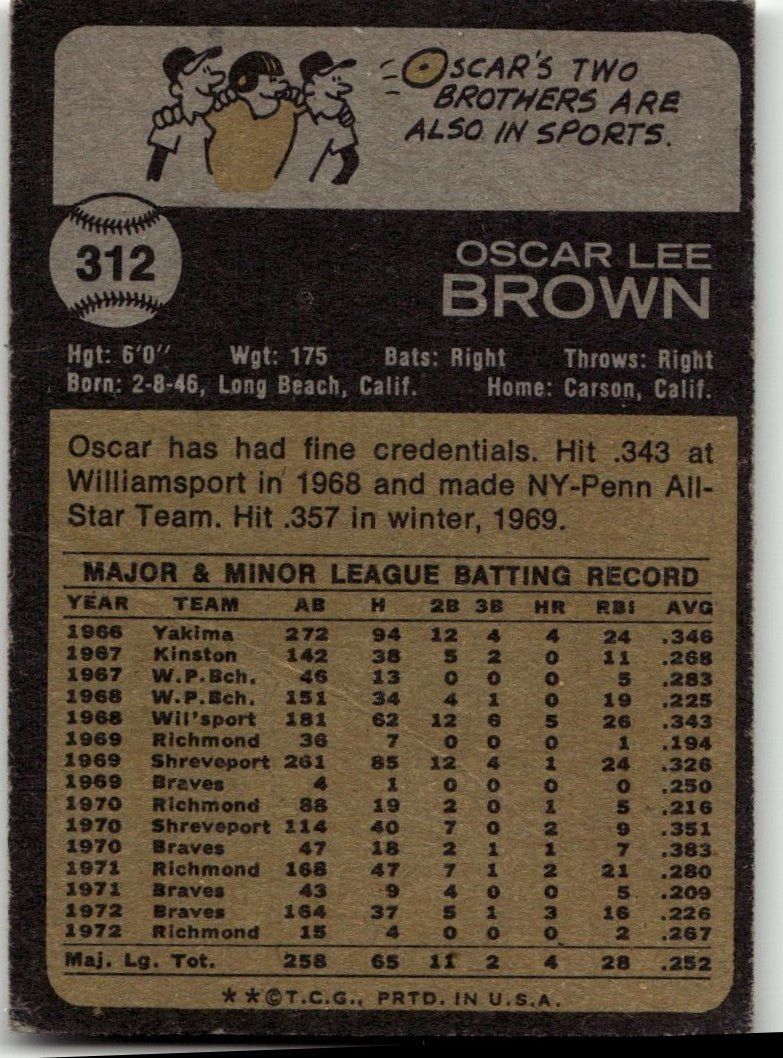 OSCAR'S TWO
BROTHERS ARE
ALSO IN SPORTS.
312
OSCAR LEE
BROWN
Hgt: 6'0" Wgt: 175 Bats: Right Throws: Right
Born: 2-8-46, Long Beach, Calif. Home: Carson, Calif.
Oscar has had fine credentials. Hit .343 at
Williamsport in 1968 and made NY-Penn All-
Star Team. Hit .357 in winter, 1969.
MAJOR & MINOR LEAGUE BATTING RECORD
YEAR TEAM AB H 2B 3B HR RBI AVG
1966 Yakima 272 94 12 4 4 24 .346
1967 Kinston 142 38 5 2 0 11 .268
1967 W.P.Bch. 46 13 0 0 0 5 .283
1968 W.P.Bch. 151 34 4 1 0 19 .225
1968 Wil'sport 181 62 12 6 5 26 .343
1969 Richmond 36 7 0 0 0 1 .194
1969 Shreveport 261 85 12 4 1 24 .326
1969 Braves 4 1 0 0 0 0 .250
1970 Richmond 88 19 2 0 1 5 .216
1970 Shreveport 114 40 7 0 2 9 .351
1970 Braves 47 18 2 1 1 7 .383
1971 Richmond 168 47 7 1 2 21 .280
1971 Braves 43 9 4 0 0 5 .209
1972 Braves 164 37 5 1 3 16 .226
1972 Richmond 15 4 0 0 0 2 .267
Maj. Lg. Tot. 258 65 11 2 4 28 .252
**©T.C.G., PRTD. IN U.S.A.